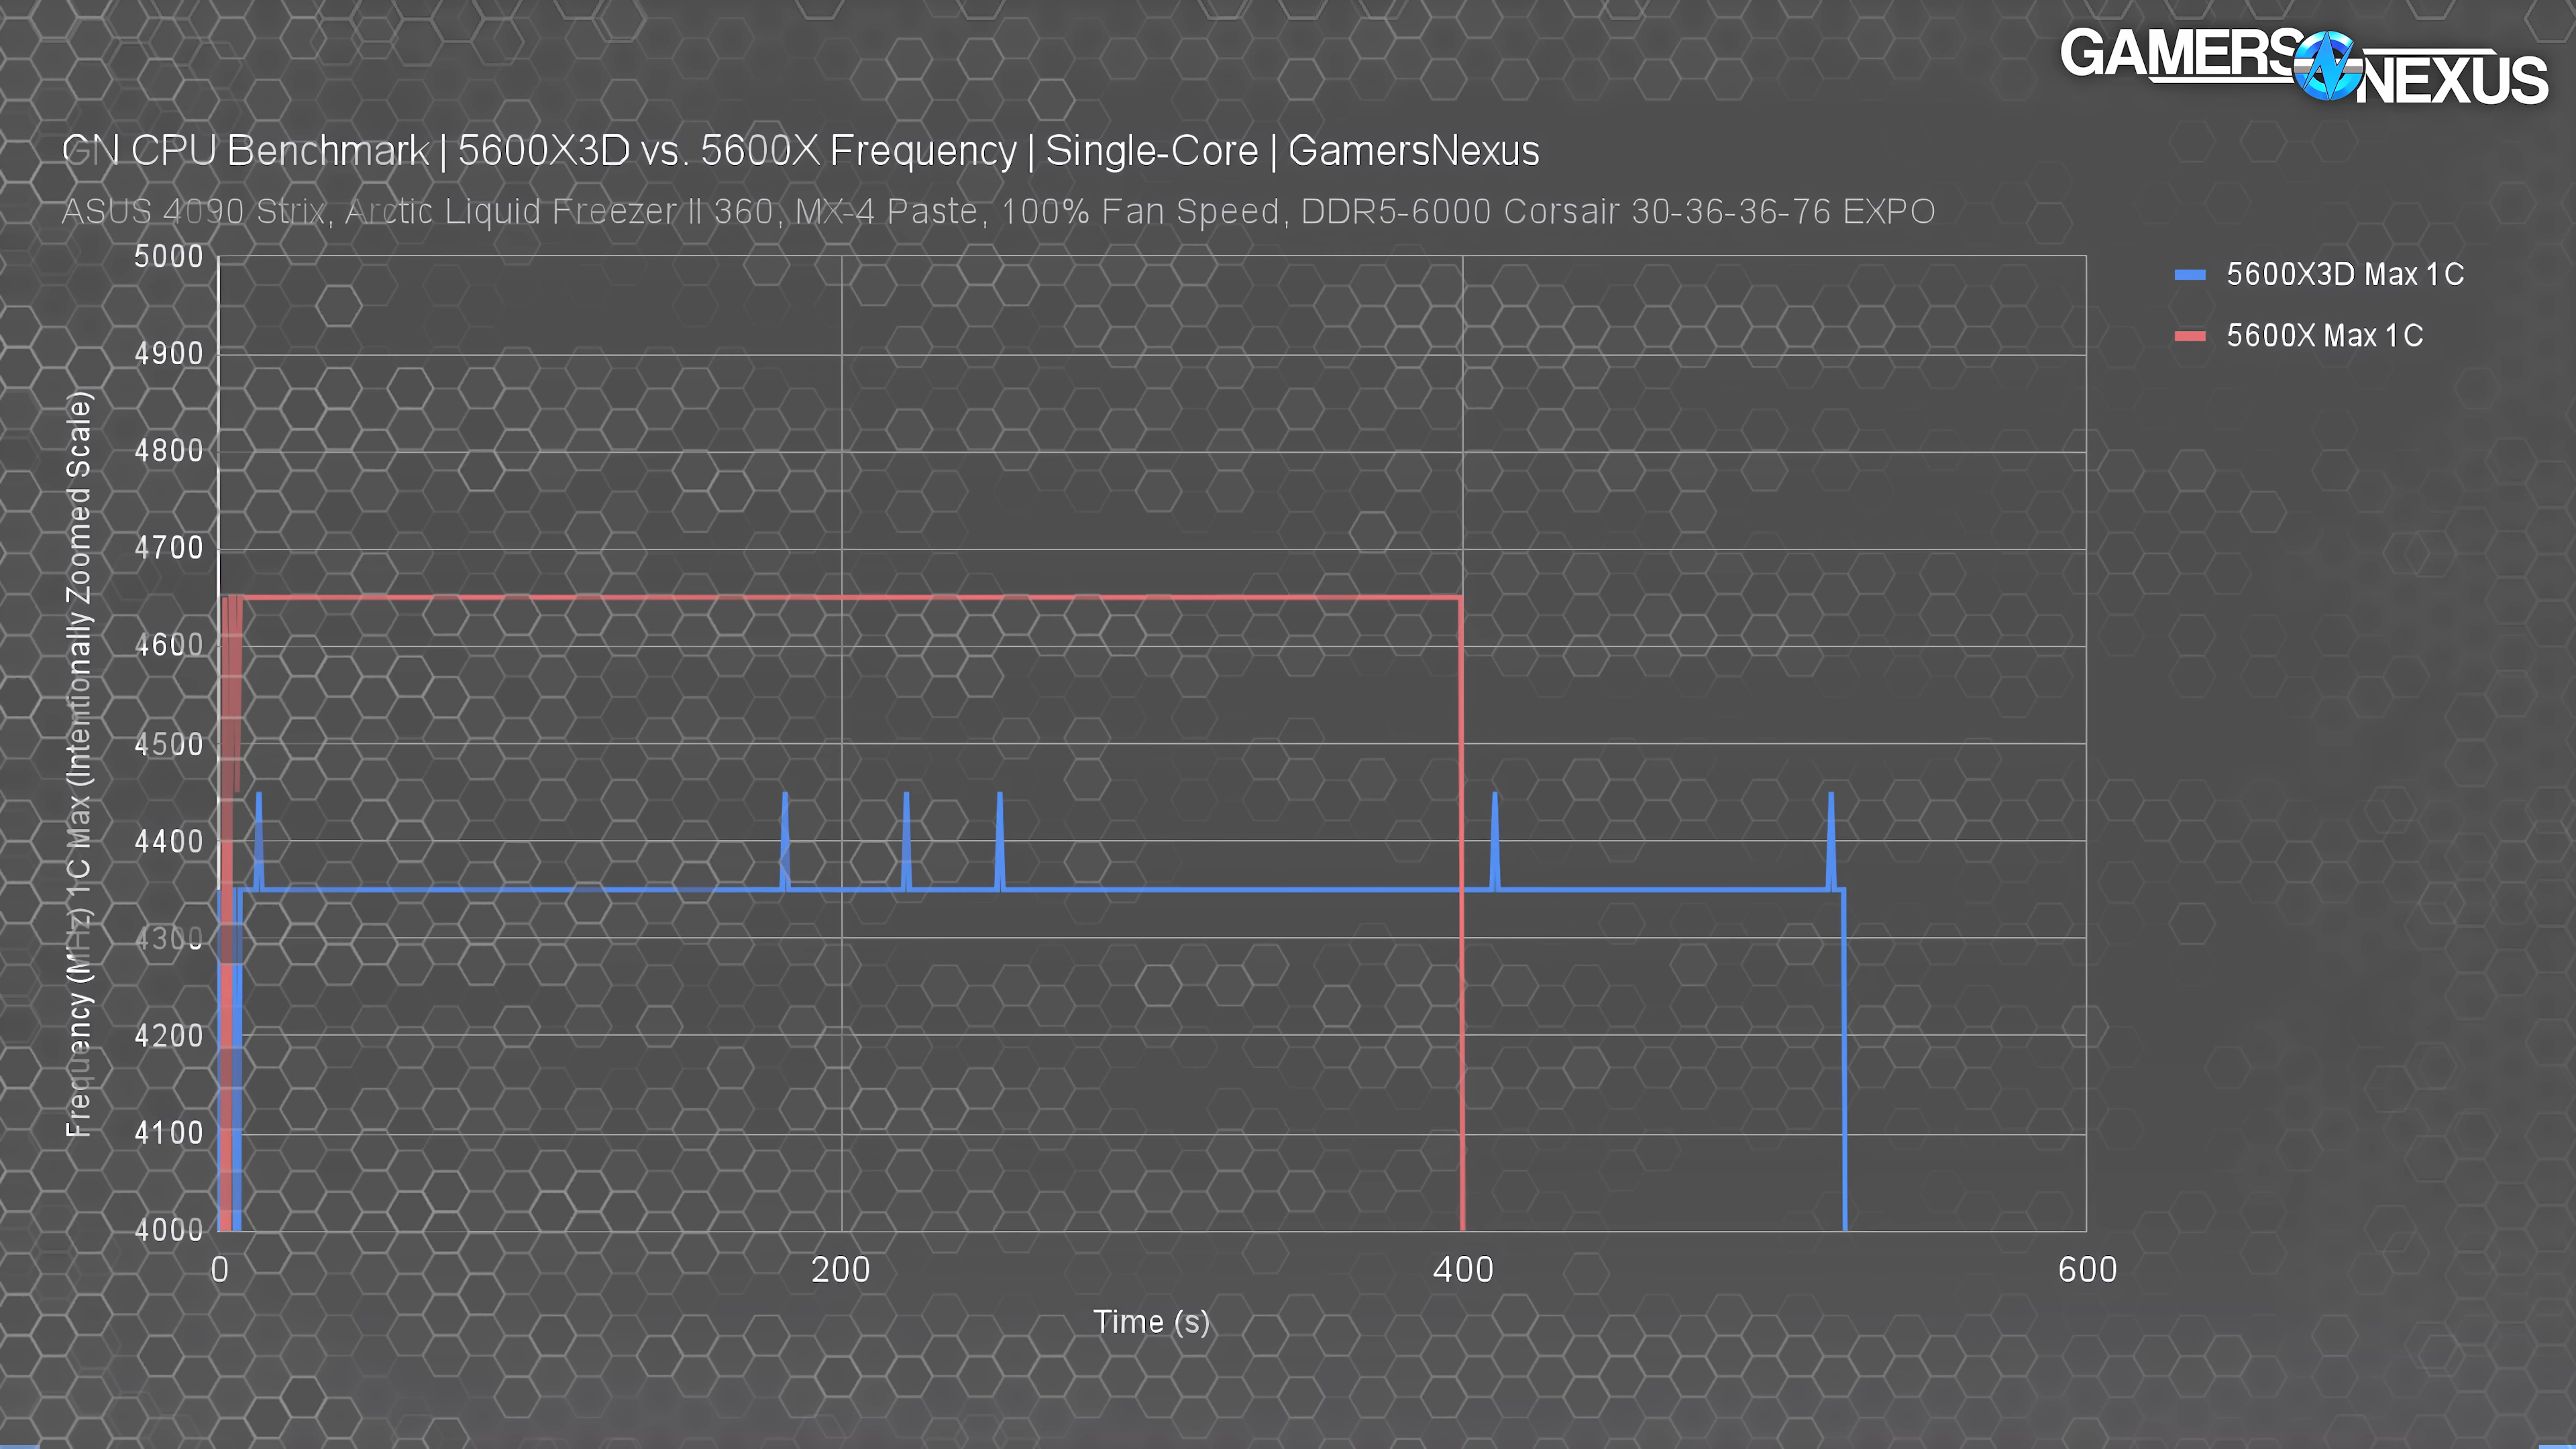 GAMERS NEXUS
GN CPU Benchmark | 5600X3D vs. 5600X Frequency | Single-Core | GamersNexus
ASUS 4090 Strix, Arctic Liquid Freezer II 360, MX-4 Paste, 100% Fan Speed, DDR5-6000 Corsair 30-36-36-76 EXPO
5600X3D Max 1C
5600X Max 1C
Frequency (MHz) 1C Max (Intentionally Zoomed Scale)
5000
4900
4800
4700
4600
4500
4400
4300
4200
4100
4000
0 200 400 600
Time (s)